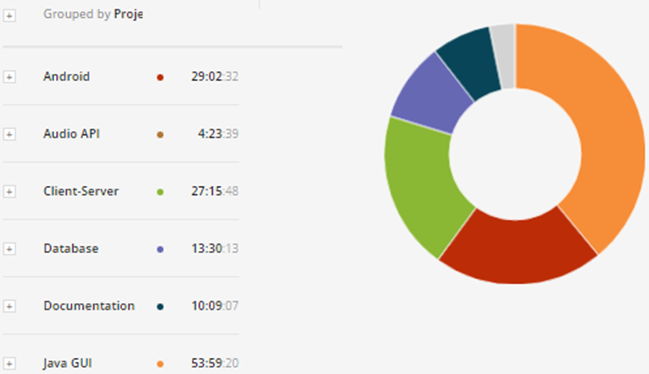 Grouped by Proje
Android 29:02:32
Audio API 4:23:39
Client-Server 27:15:48
Database 13:30:13
Documentation 10:09:07
Java GUI 53:59:20